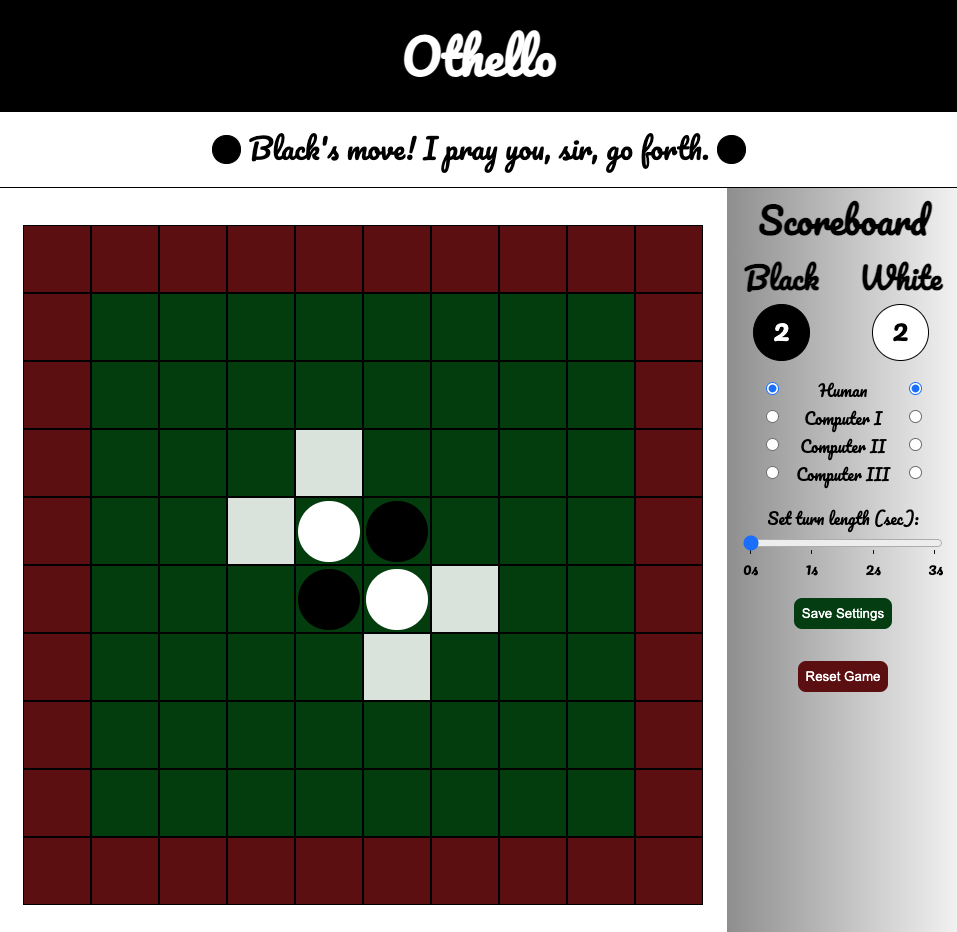 Othello
Black's move! I pray you, sir, go forth.
Scoreboard
Black White
2 2
Human
Computer I
Computer II
Computer III
Set turn length (sec):
0s 1s 2s 3s
Save Settings
Reset Game